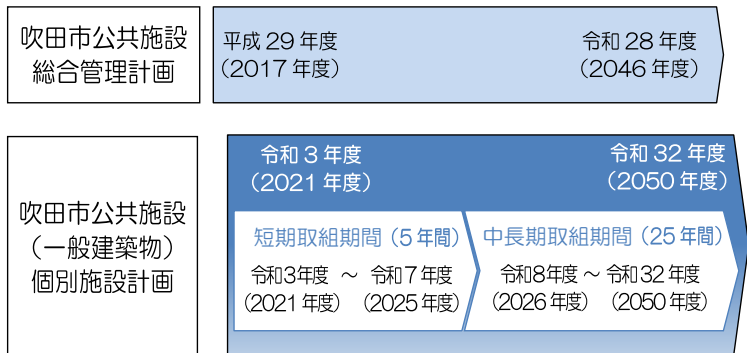 吹田市公共施設
総合管理計画
平成 29 年度
（2017 年度）
令和 28 年度
（2046 年度）
吹田市公共施設
（一般建築物）
個別施設計画
令和 3 年度
（2021 年度）
令和 32 年度
（2050 年度）
短期取組期間（5 年間）
令和3年度 ～ 令和 7 年度
（2021 年度）（2025 年度）
中長期取組期間（25 年間）
令和8年度 ～ 令和 32 年度
（2026 年度）（2050 年度）